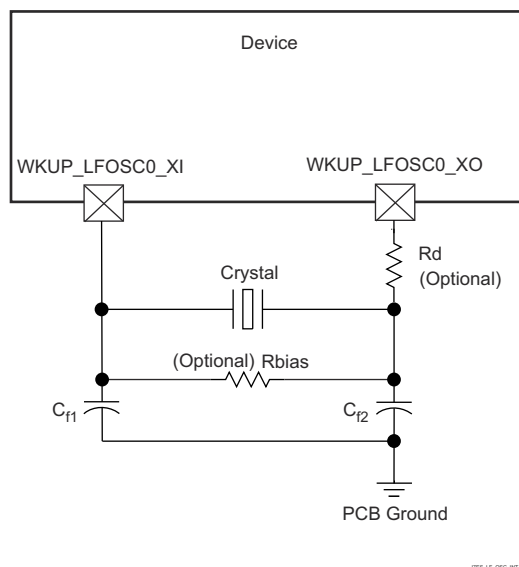 Device
WKUP_LFOSC0_XI
WKUP_LFOSC0_XO
Rd
(Optional)
Crystal
(Optional) Rbias
Cf1
Cf2
PCB Ground